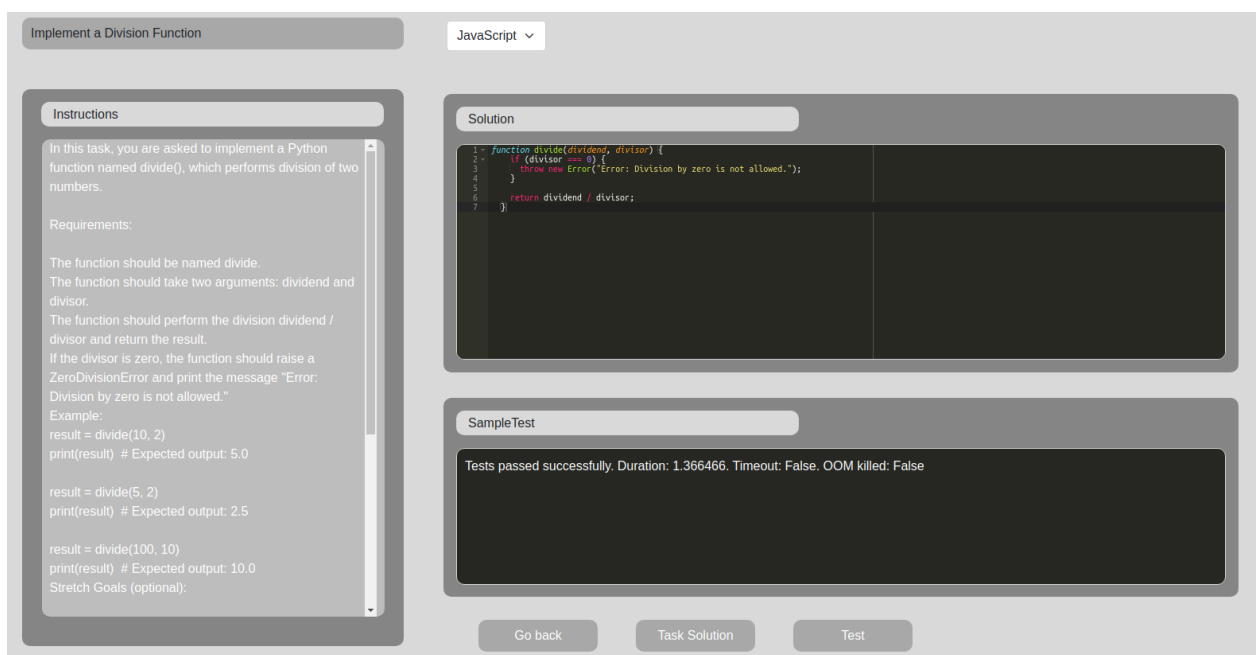 Implement a Division Function
JavaScript
Instructions
In this task, you are asked to implement a Python
function named divide(), which performs division of two
numbers.
Requirements:
The function should be named divide.
The function should take two arguments: dividend and
divisor.
The function should perform the division dividend /
divisor and return the result.
If the divisor is zero, the function should raise a
ZeroDivisionError and print the message "Error:
Division by zero is not allowed."
Example:
result = divide(10, 2)
print(result)  # Expected output: 5.0
result = divide(5, 2)
print(result)  # Expected output: 2.5
result = divide(100, 10)
print(result)  # Expected output: 10.0
Stretch Goals (optional):
Solution
1 function divide(dividend, divisor) {
2     if (divisor === 0) {
3       throw new Error("Error: Division by zero is not allowed.");
4     }
5
6     return dividend / divisor;
7   }
SampleTest
Tests passed successfully. Duration: 1.366466. Timeout: False. OOM killed: False
Go back
Task Solution
Test